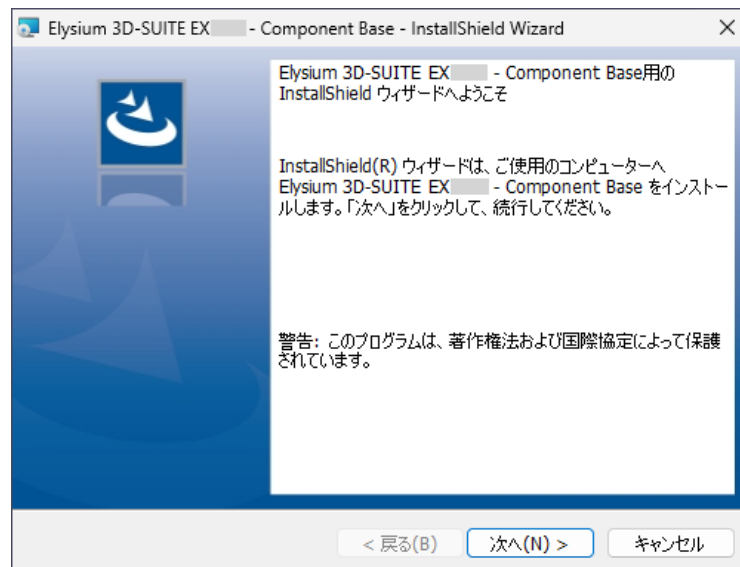 Elysium 3D-SUITE EX - Component Base - InstallShield Wizard
Elysium 3D-SUITE EX - Component Base用の
InstallShield ウィザードへようこそ
InstallShield(R) ウィザードは、ご使用のコンピューターへ
Elysium 3D-SUITE EX - Component Base をインストー
ルします。「次へ」をクリックして、続行してください。
警告: このプログラムは、著作権法および国際協定によって保護
されています。
< 戻る(B)
次へ(N) >
キャンセル